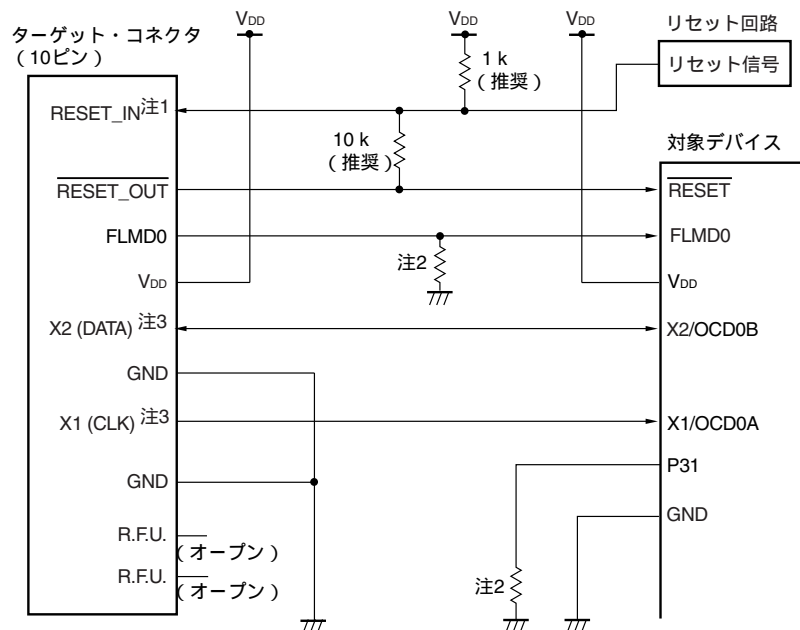 ターゲット・コネクタ
（10ピン）
VDD
VDD
VDD
リセット回路
リセット信号
1 k
（推奨）
RESET_IN注1
10 k
（推奨）
対象デバイス
RESET_OUT
RESET
FLMD0
FLMD0
注2
VDD
VDD
X2 (DATA) 注3
X2/OCD0B
GND
X1 (CLK) 注3
X1/OCD0A
P31
GND
GND
R.F.U.
（オープン）
R.F.U.
（オープン）
注2